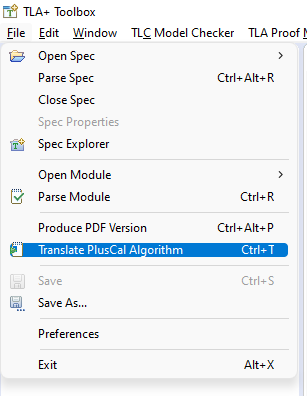 TLA+ Toolbox
File Edit Window TLC Model Checker TLA Proof
Open Spec
Parse Spec Ctrl+Alt+R
Close Spec
Spec Properties
Spec Explorer
Open Module
Parse Module Ctrl+R
Produce PDF Version Ctrl+Alt+P
Translate PlusCal Algorithm Ctrl+T
Save Ctrl+S
Save As...
Preferences
Exit Alt+X